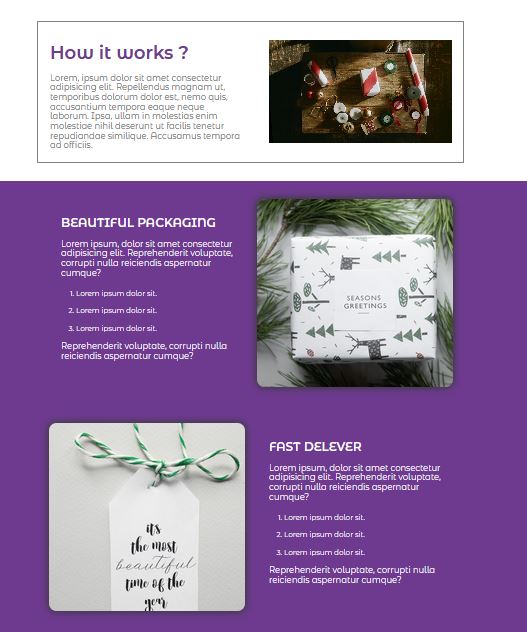 How it works ?
Lorem, ipsum dolor sit amet consectetur
adipisicing elit. Repellendus magnam ut,
temporibus dolorum dolor est, nemo quis,
accusantium tempora eaque neque
laborum. Ipsa, ullam in molestias enim
molestiae nihil deserunt ut facilis tenetur
repudiandae similique. Accusamus tempora
ad officiis.
BEAUTIFUL PACKAGING
Lorem ipsum, dolor sit amet consectetur
adipisicing elit. Reprehenderit voluptate,
corrupti nulla reiciendis aspernatur
cumque?
1. Lorem ipsum dolor sit.
2. Lorem ipsum dolor sit.
3. Lorem ipsum dolor sit.
Reprehenderit voluptate, corrupti nulla
reiciendis aspernatur cumque?
SEASONS
GREETINGS
it's
the most
beautiful
time of the
year
FAST DELEVER
Lorem ipsum, dolor sit amet consectetur
adipisicing elit. Reprehenderit voluptate,
corrupti nulla reiciendis aspernatur
cumque?
1. Lorem ipsum dolor sit.
2. Lorem ipsum dolor sit.
3. Lorem ipsum dolor sit.
Reprehenderit voluptate, corrupti nulla
reiciendis aspernatur cumque?